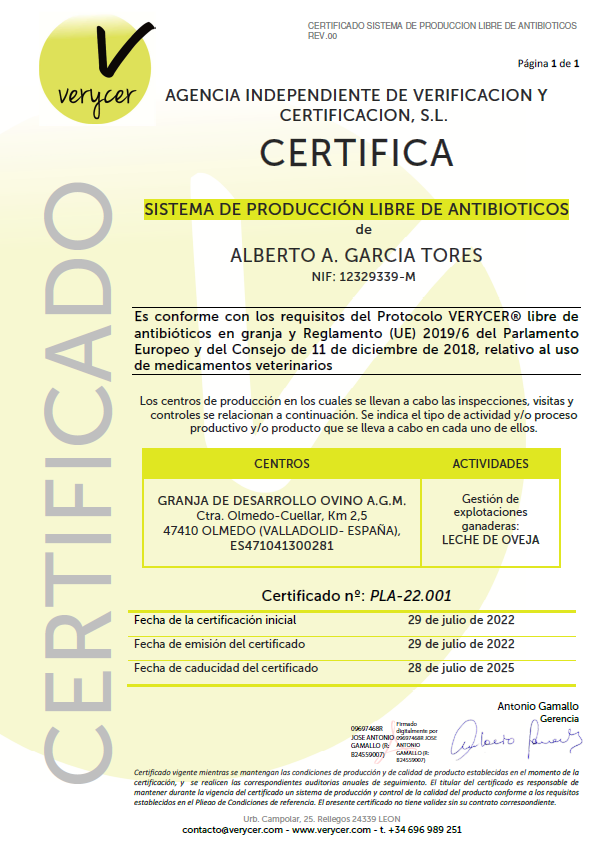 CERTIFICADO SISTEMA DE PRODUCCION LIBRE DE ANTIBIOTICOS
REV.00
verycer
Página 1 de 1
AGENCIA INDEPENDIENTE DE VERIFICACION Y
CERTIFICACION, S.L.
CERTIFICA
CERTIFICADO
SISTEMA DE PRODUCCIÓN LIBRE DE ANTIBIOTICOS
de
ALBERTO A. GARCIA TORES
NIF: 12329339-M
Es conforme con los requisitos del Protocolo VERYCER® libre de
antibióticos en granja y Reglamento (UE) 2019/6 del Parlamento
Europeo y del Consejo de 11 de diciembre de 2018, relativo al uso
de medicamentos veterinarios
Los centros de producción en los cuales se llevan a cabo las inspecciones, visitas y
controles se relacionan a continuación. Se indica el tipo de actividad y/o proceso
productivo y/o producto que se lleva a cabo en cada uno de ellos.
CENTROS
ACTIVIDADES
GRANJA DE DESARROLLO OVINO A.G.M.
Ctra. Olmedo-Cuellar, Km 2,5
47410 OLMEDO (VALLADOLID- ESPAÑA),
ES471041300281
Gestión de
explotaciones
ganaderas:
LECHE DE OVEJA
Certificado nº: PLA-22.001
Fecha de la certificación inicial 29 de julio de 2022
Fecha de emisión del certificado 29 de julio de 2022
Fecha de caducidad del certificado 28 de julio de 2025
Antonio Gamallo
Gerencia
09697468R
JOSE ANTONIO
GAMALLO (R:
B24559007)
Firmado
digitalmente por
09697468R JOSE
ANTONIO
GAMALLO (R:
B24559007)
Certificado vigente mientras se mantengan las condiciones de producción y de calidad de producto establecidas en el momento de la
certificación, y se realicen las correspondientes auditorias anuales de seguimiento. El titular del certificado es responsable de
mantener durante la vigencia del certificado un sistema de producción y control de la calidad del producto conforme a los requisitos
establecidos en el Pliego de Condiciones de referencia. El presente certificado no tiene validez sin su contrato correspondiente.
Urb. Campolar, 25. Reliegos 24339 LEON
contacto@verycer.com - www.verycer.com - t. +34 696 989 251